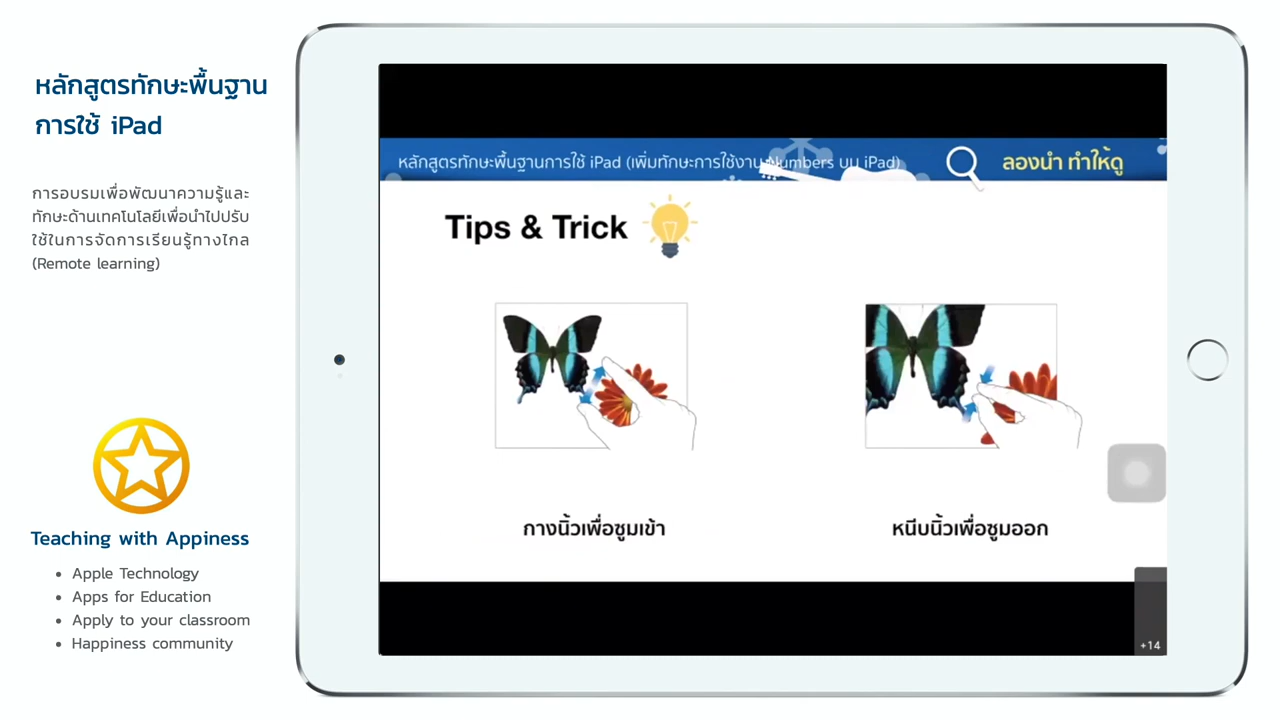 หลักสูตรทักษะพื้นฐาน
การใช้ iPad
การอบรมเพื่อพัฒนาความรู้และ
ทักษะด้านเทคโนโลยีเพื่อนำไปปรับ
ใช้ในการจัดการเรียนรู้ทางไกล
(Remote learning)
Teaching with Appiness
• Apple Technology
• Apps for Education
• Apply to your classroom
• Happiness community
หลักสูตรทักษะพื้นฐานการใช้ iPad (เพิ่มทักษะการใช้งาน Numbers บน iPad)
ลองนำ ทำให้ดู
Tips & Trick
กางนิ้วเพื่อซูมเข้า
หนีบนิ้วเพื่อซูมออก
+14